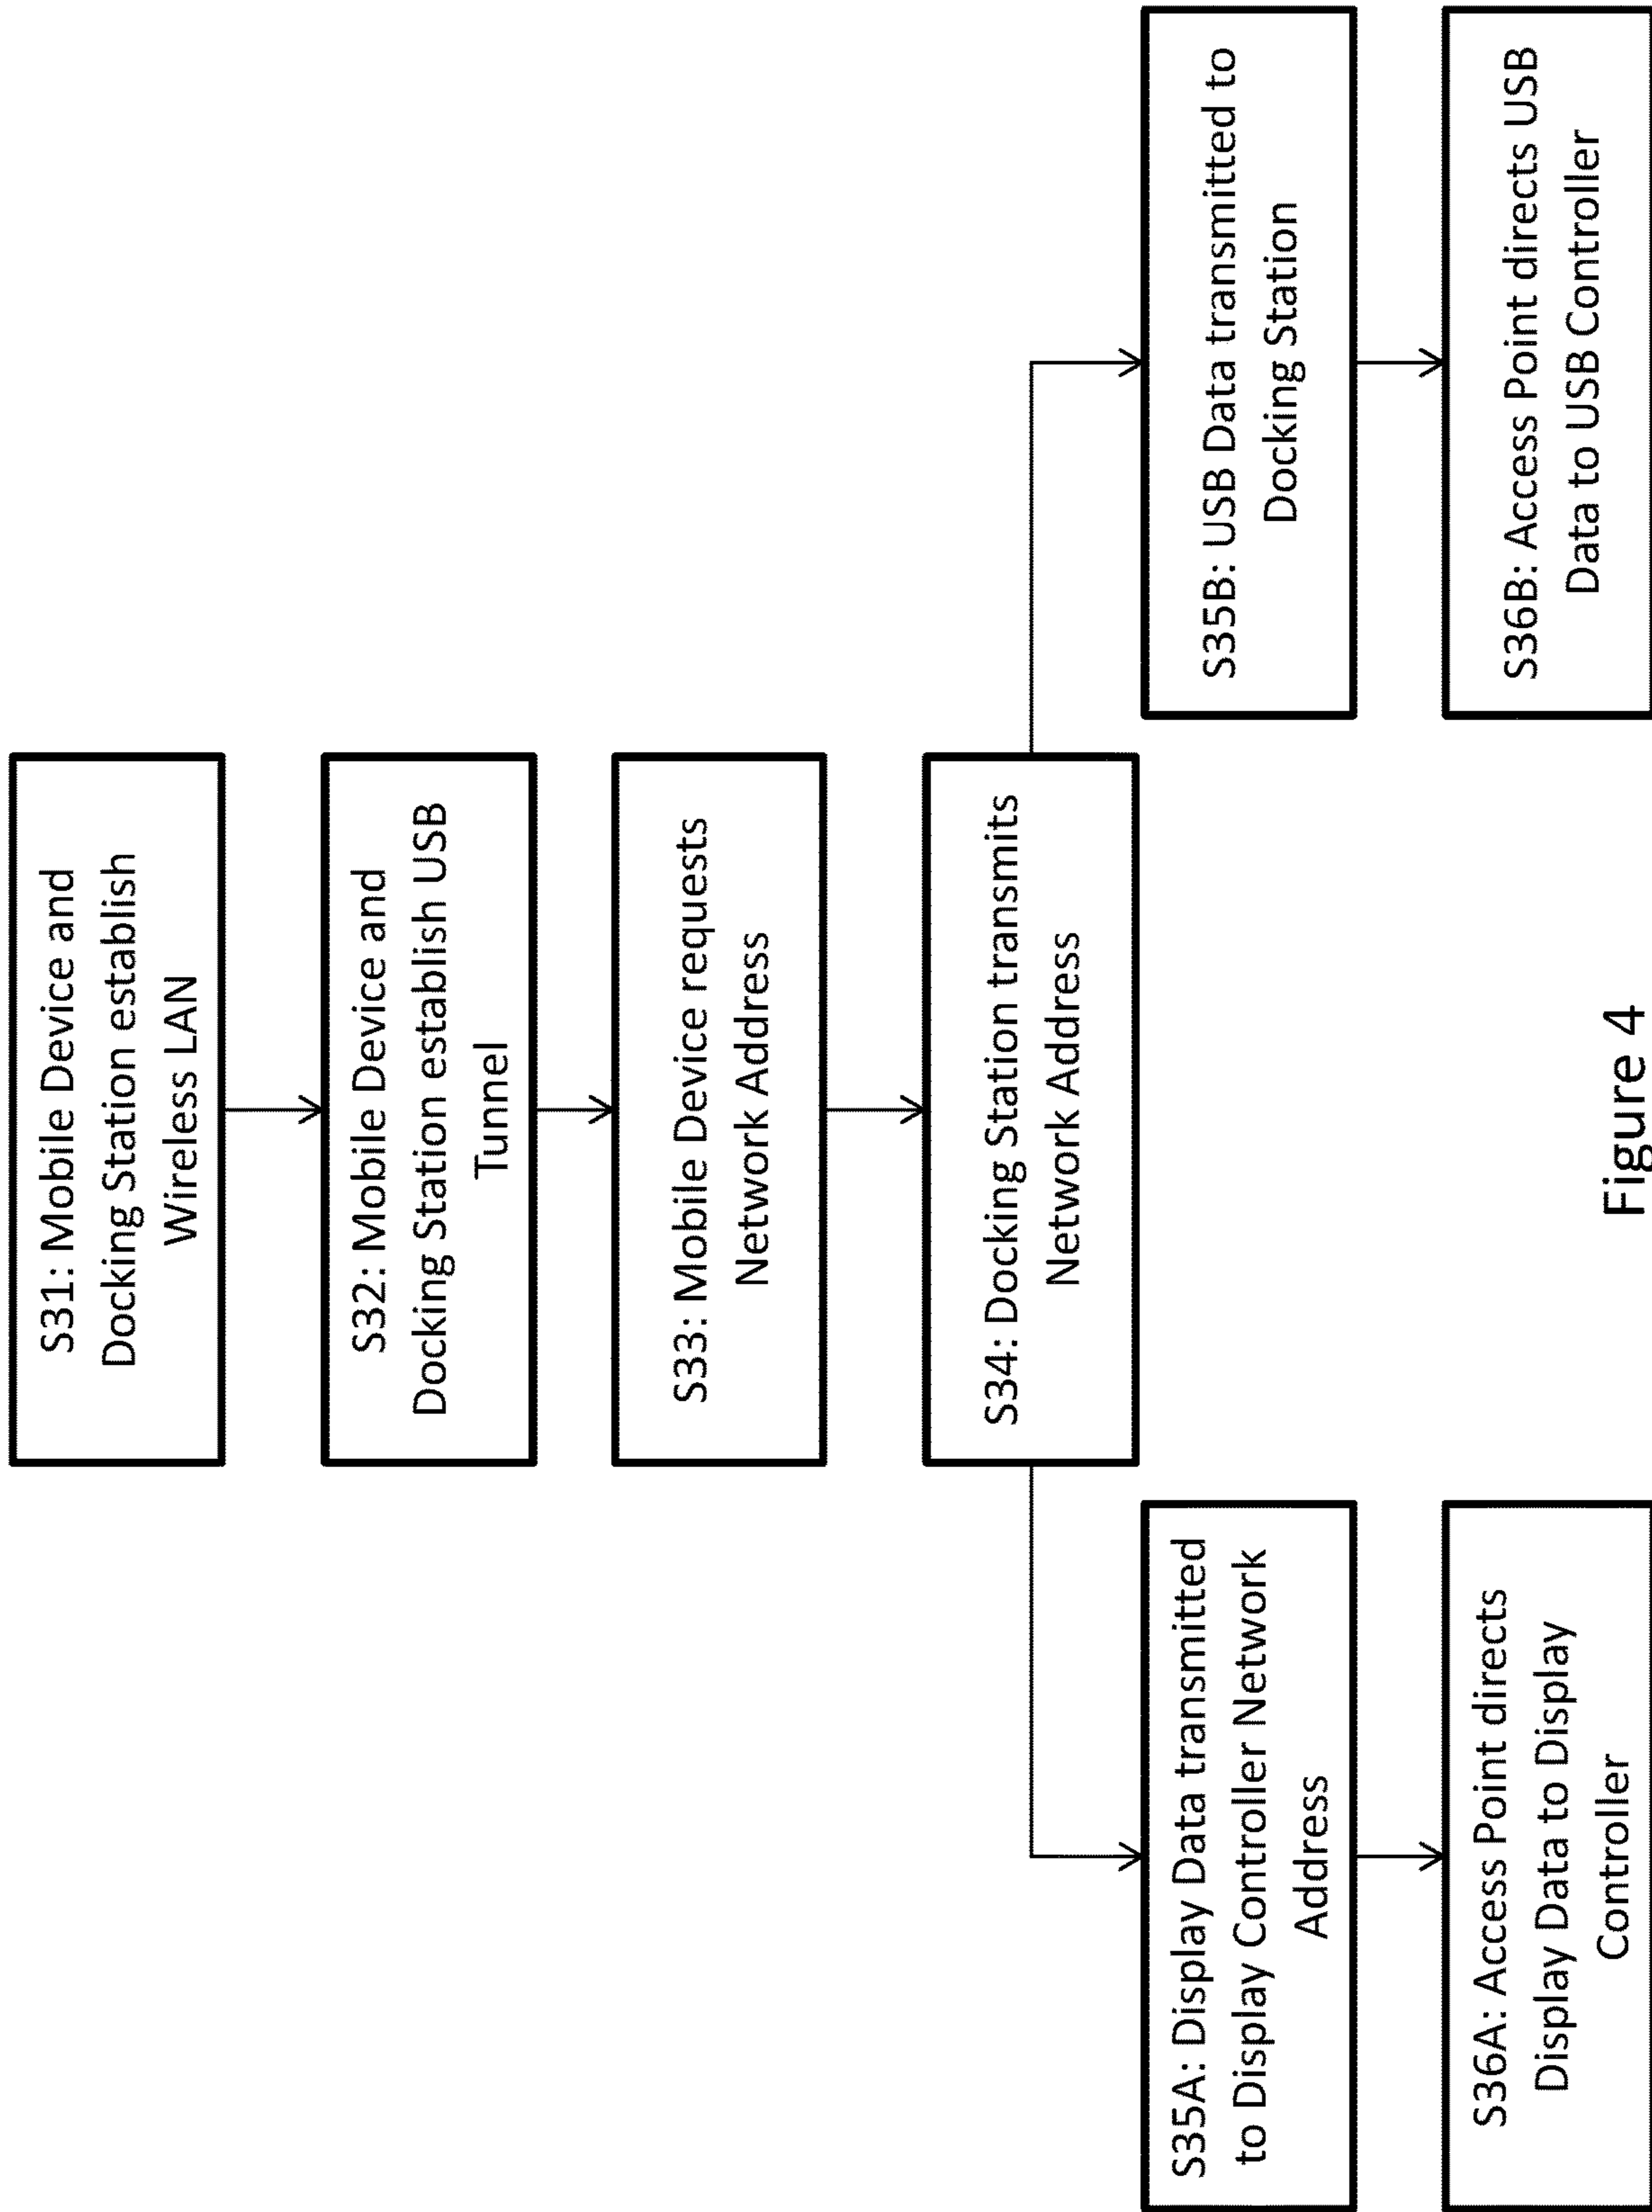 S31: Mobile Device and
Docking Station establish
Wireless LAN
S32: Mobile Device and
Docking Station establish USB
Tunnel
S33: Mobile Device requests
Network Address
S34: Docking Station transmits
Network Address
S35A: Display Data transmitted
to Display Controller Network
Address
S35B: USB Data transmitted to
Docking Station
S36A: Access Point directs
Display Data to Display
Controller
S36B: Access Point directs USB
Data to USB Controller
Figure 4